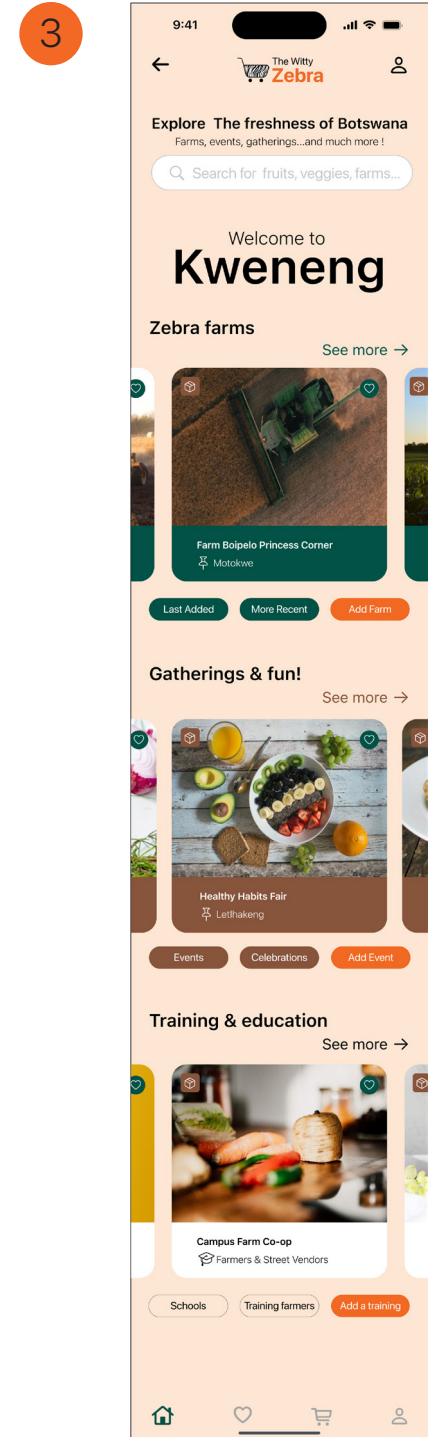 3
9:41
The Witty
Zebra
Explore The freshness of Botswana
Farms, events, gatherings...and much more !
Search for fruits, veggies, farms...
Welcome to
Kweneng
Zebra farms
See more →
Farm Boipelo Princess Corner
Motokwe
Last Added More Recent Add Farm
Gatherings & fun!
See more →
Healthy Habits Fair
Letlhakeng
Events Celebrations Add Event
Training & education
See more →
Campus Farm Co-op
Farmers & Street Vendors
Schools Training farmers Add a training